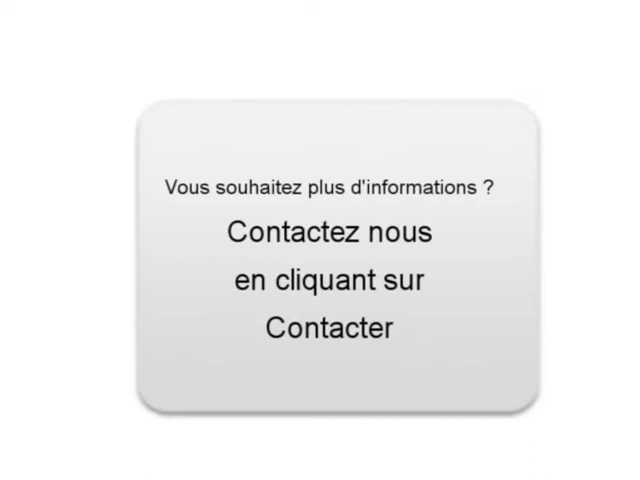 Vous souhaitez plus d'informations ?
Contactez nous
en cliquant sur
Contacter